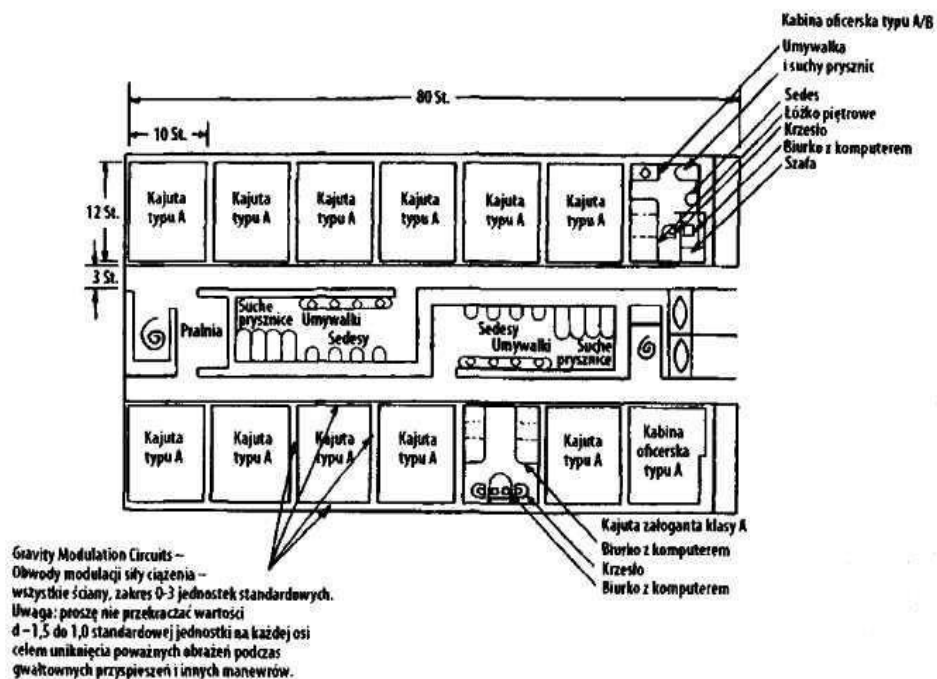 Kabina oficerska typu A/B
Umywalka
i suchy prysznic
Sedes
Łóżko piętrowe
Krzesło
Biurko z komputerem
Szafa
80 St.
10 St.
12 St.
3 St.
Kajuta
typu A
Kajuta
typu A
Kajuta
typu A
Kajuta
typu A
Kajuta
typu A
Kajuta
typu A
Pralnia
Suche
prysznice
Umywalki
Sedesy
Sedesy
Umywalki
Suche
prysznice
Kajuta
typu A
Kajuta
typu A
Kajuta
typu A
Kajuta
typu A
Kajuta
typu A
Kabina
oficerska
typu A
Kajuta załoganta klasy A
Biurko z komputerem
Krzesło
Biurko z komputerem
Gravity Modulation Circuits –
Obwody modulacji siły ciążenia –
wszystkie ściany, zakres 0-3 jednostek standardowych.
Uwaga: proszę nie przekraczać wartości
d –1,5 do 1,0 standardowej jednostki na każdej osi
celem uniknięcia poważnych obrażeń podczas
gwałtownych przyspieszeń i innych manewrów.